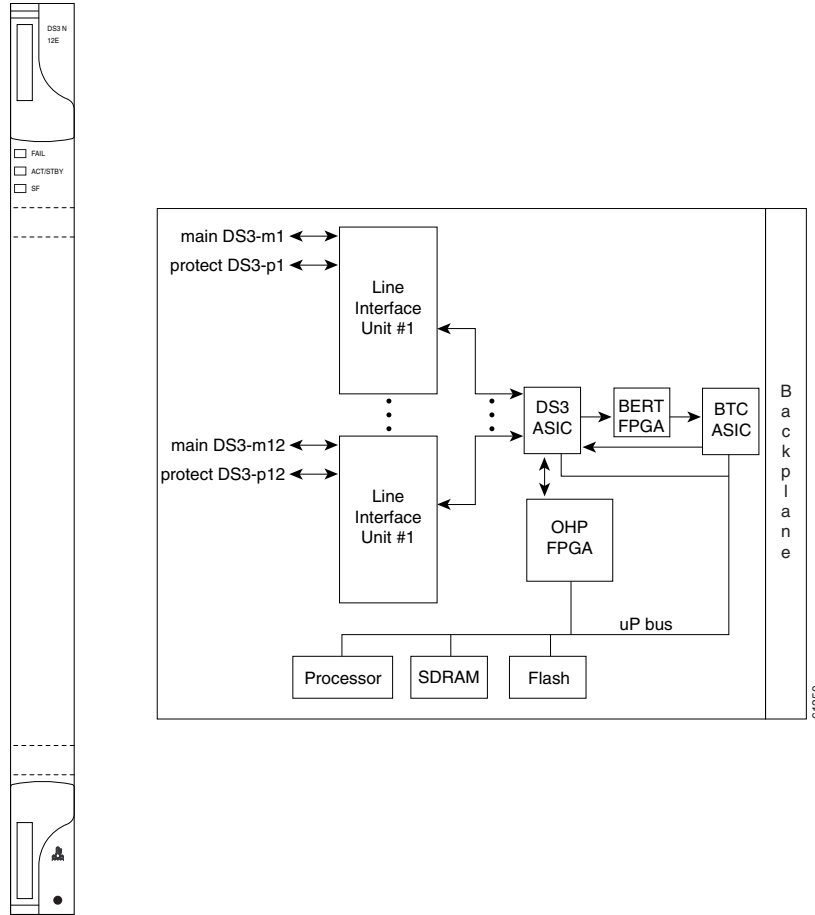 DS3 N
12E
FAIL
ACT/STBY
SF
main DS3-m1
protect DS3-p1
Line
Interface
Unit #1
main DS3-m12
protect DS3-p12
Line
Interface
Unit #1
DS3
ASIC
BERT
FPGA
BTC
ASIC
OHP
FPGA
uP bus
Processor
SDRAM
Flash
Backplane